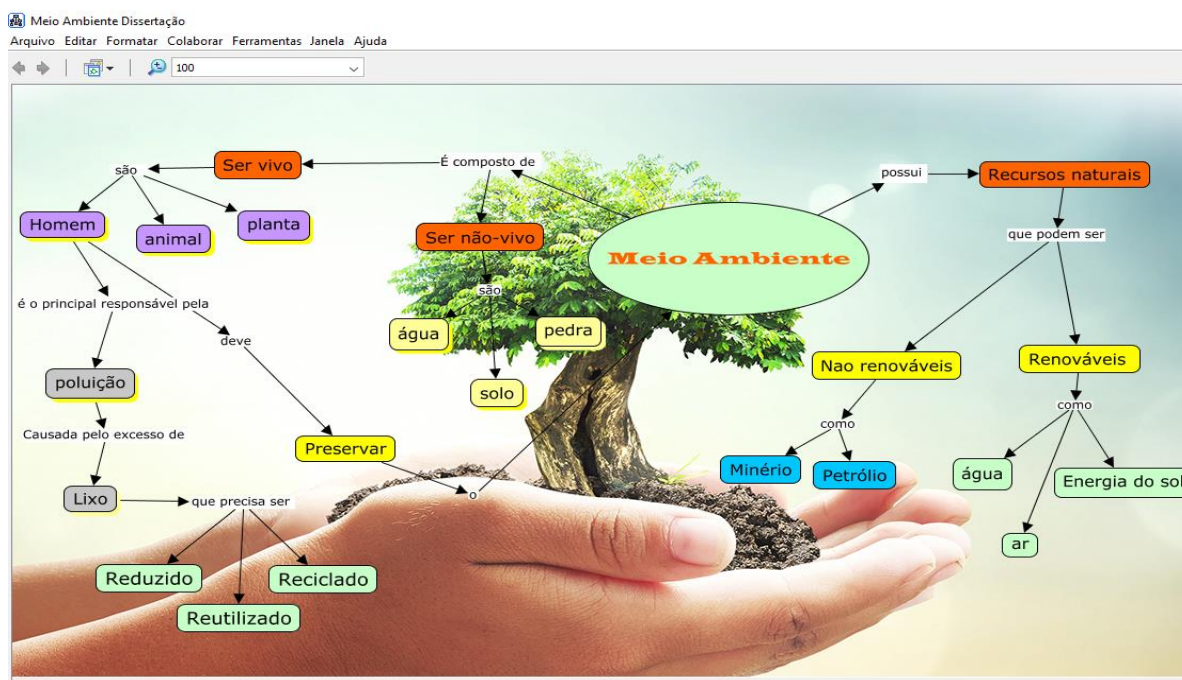 Meio Ambiente Dissertação
Arquivo Editar Formatar Colaborar Ferramentas Janela Ajuda
100
Ser vivo
É composto de
são
possui
Recursos naturais
Homem
animal
planta
Ser não-vivo
que podem ser
Meio Ambiente
são
é o principal responsável pela
deve
água
pedra
solo
Nao renováveis
Renováveis
poluição
como
como
Causada pelo excesso de
Preservar
o
Minério
Petrólio
água
Energia do sol
Lixo
que precisa ser
ar
Reduzido
Reciclado
Reutilizado